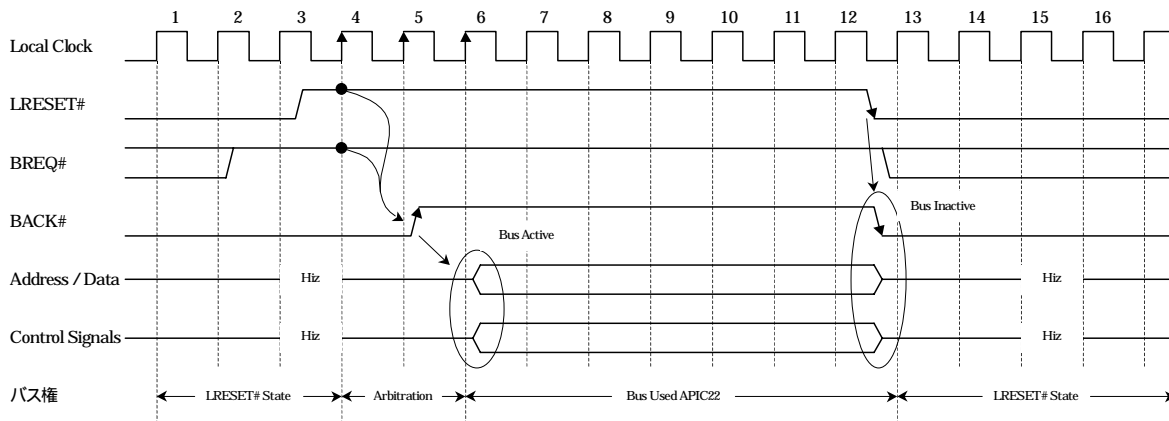 1 2 3 4 5 6 7 8 9 10 11 12 13 14 15 16
Local Clock
LRESET#
BREQ#
BACK#
Bus Inactive
Bus Active
Address / Data Hiz Hiz
Control Signals Hiz Hiz
バス権 LRESET# State Arbitration Bus Used APIC22 LRESET# State